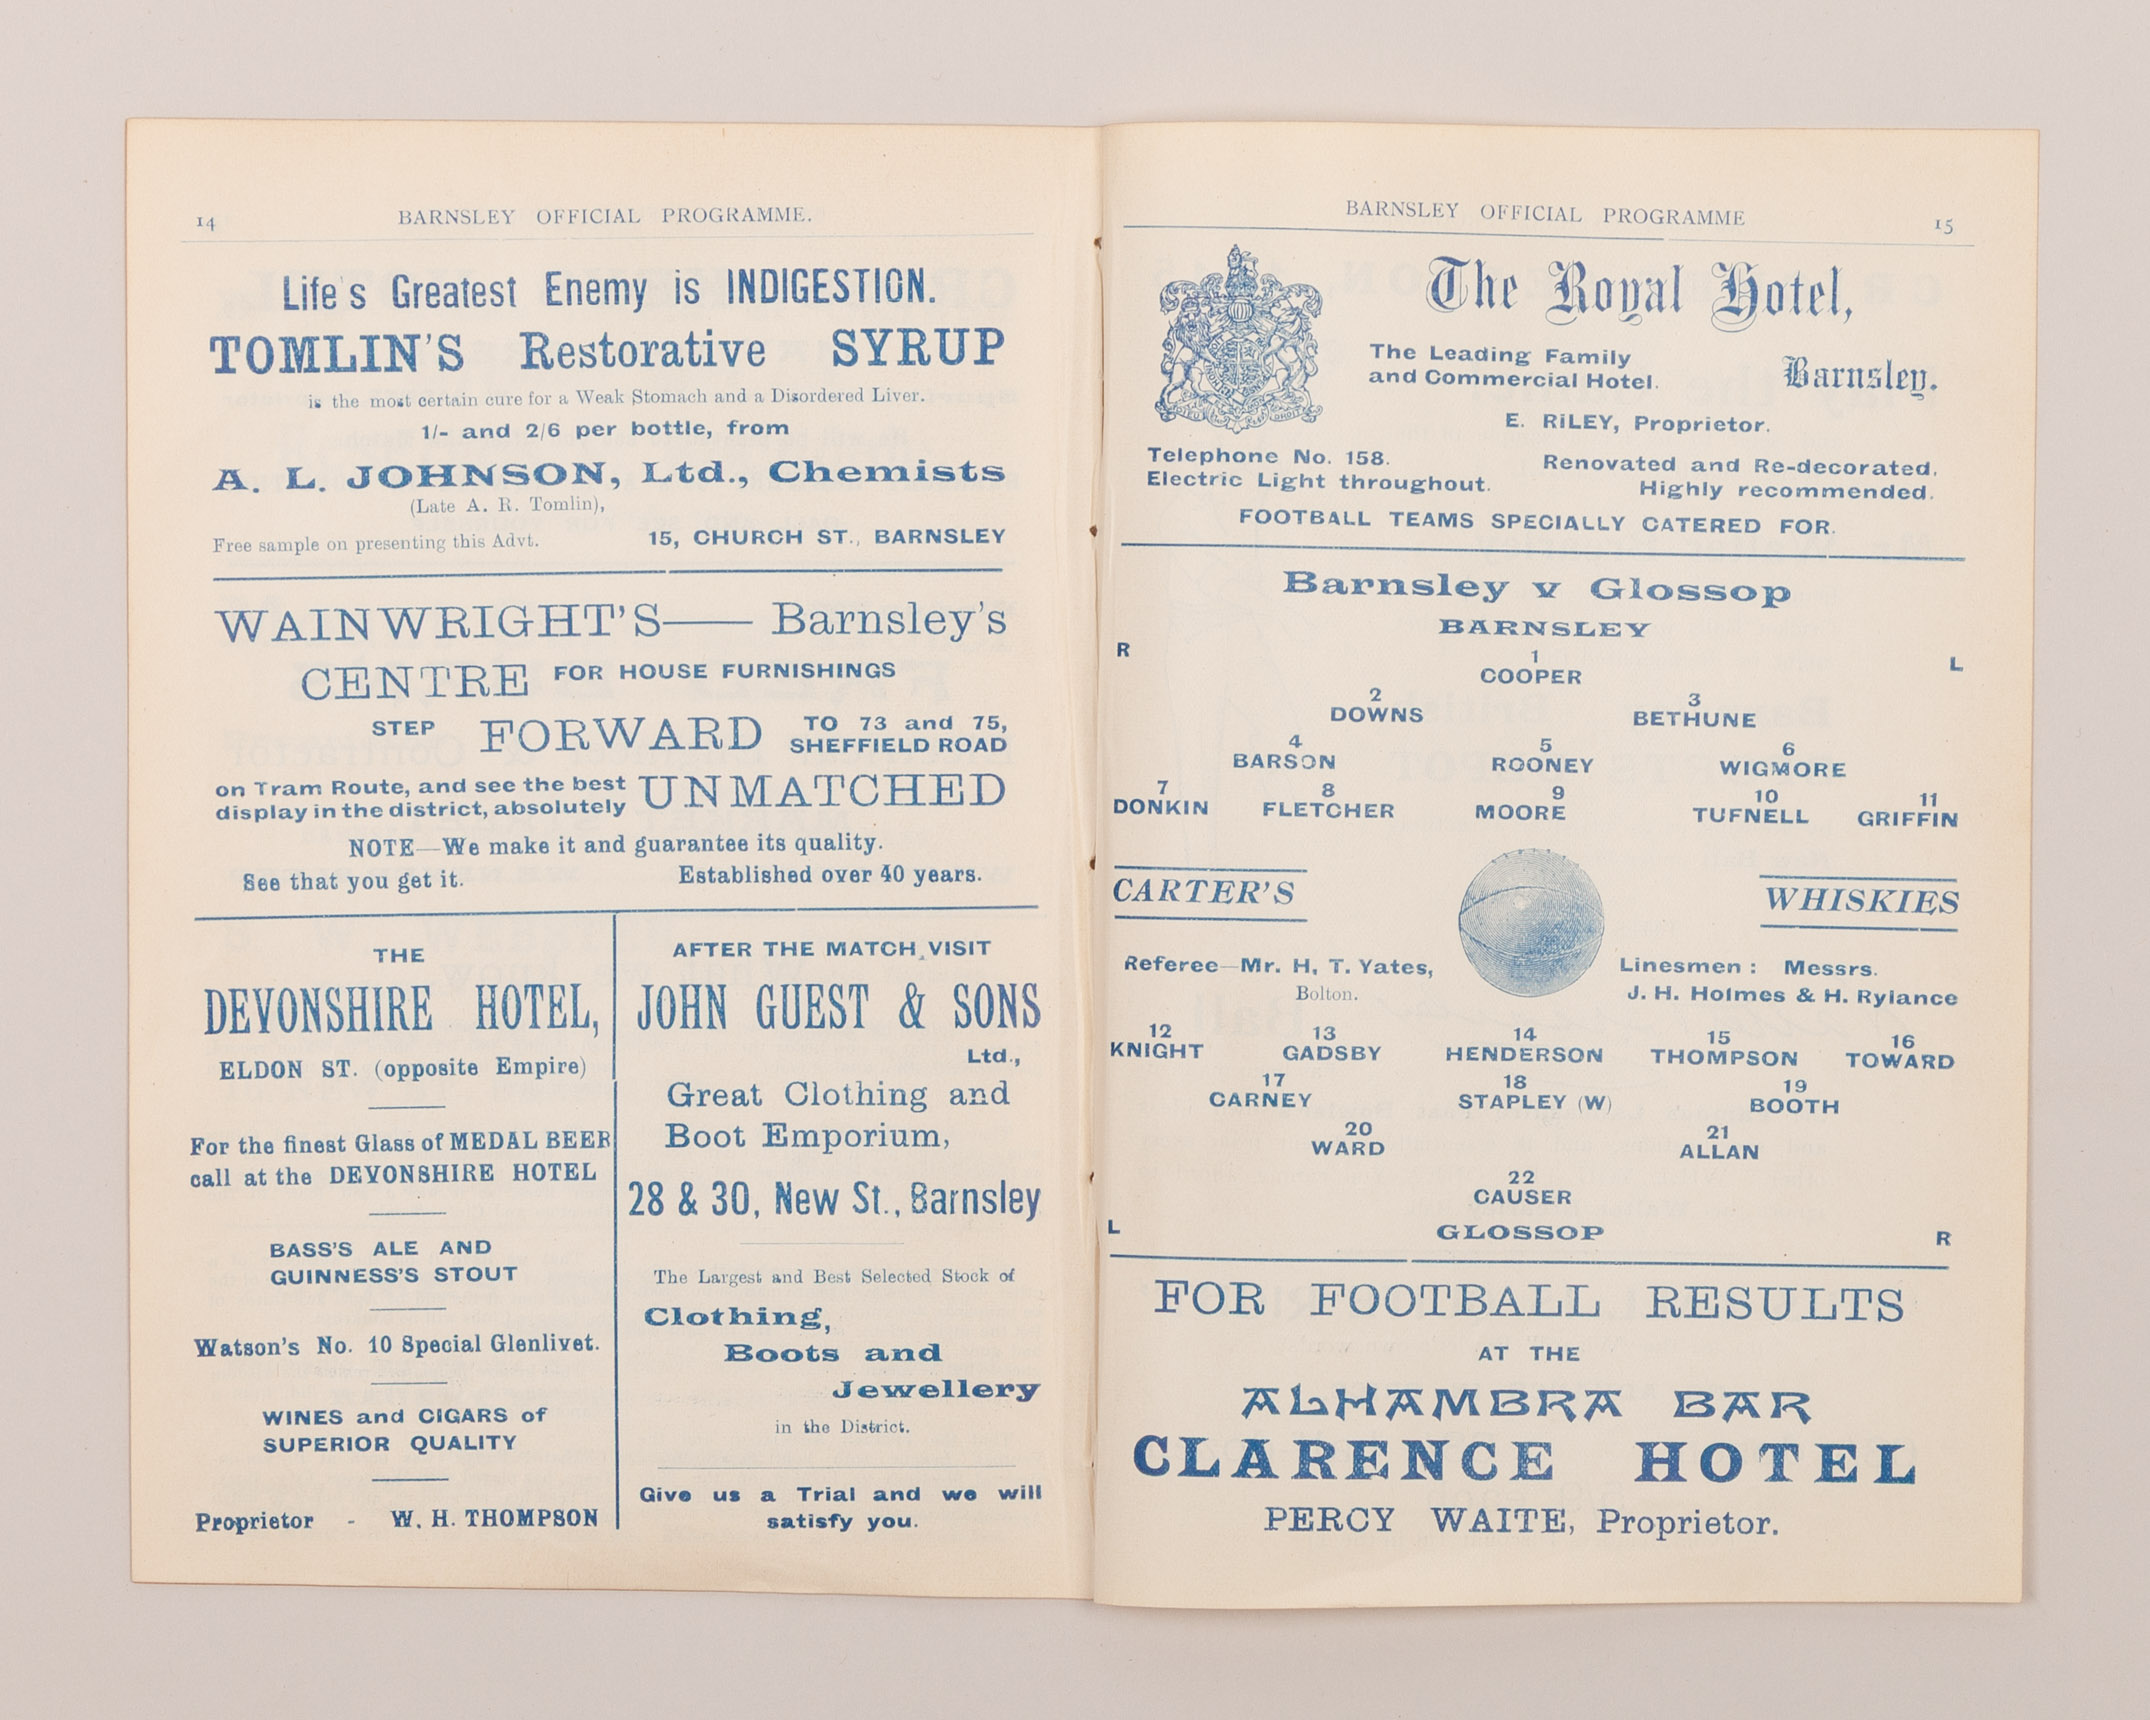 14
BARNSLEY OFFICIAL PROGRAMME.
Life's Greatest Enemy is INDIGESTION.
TOMLIN'S Restorative SYRUP
is the most certain cure for a Weak Stomach and a Disordered Liver.
1/- and 2/6 per bottle, from
A. L. JOHNSON, Ltd., Chemists
(Late A. R. Tomlin),
Free sample on presenting this Advt. 15, CHURCH ST., BARNSLEY
WAINWRIGHT'S—— Barnsley's
CENTRE FOR HOUSE FURNISHINGS
STEP FORWARD TO 73 and 75,
SHEFFIELD ROAD
on Tram Route, and see the best
display in the district, absolutely UNMATCHED
NOTE—We make it and guarantee its quality.
See that you get it. Established over 40 years.
THE
DEVONSHIRE HOTEL,
ELDON ST. (opposite Empire)
For the finest Glass of MEDAL BEER
call at the DEVONSHIRE HOTEL
BASS'S ALE AND
GUINNESS'S STOUT
Watson's No. 10 Special Glenlivet.
WINES and CIGARS of
SUPERIOR QUALITY
Proprietor - W. H. THOMPSON
AFTER THE MATCH, VISIT
JOHN GUEST & SONS
Ltd.,
Great Clothing and
Boot Emporium,
28 & 30, New St., Barnsley
The Largest and Best Selected Stock of
Clothing,
Boots and
Jewellery
in the District.
Give us a Trial and we will
satisfy you.
BARNSLEY OFFICIAL PROGRAMME
15
The Royal Hotel,
The Leading Family
and Commercial Hotel.
Barnsley.
E. RILEY, Proprietor.
Telephone No. 158.
Electric Light throughout.
Renovated and Re-decorated.
Highly recommended.
FOOTBALL TEAMS SPECIALLY CATERED FOR.
Barnsley v Glossop
BARNSLEY
R L
1
COOPER
2 3
DOWNS BETHUNE
4 5 6
BARSON ROONEY WIGMORE
7 8 9 10 11
DONKIN FLETCHER MOORE TUFNELL GRIFFIN
CARTER'S WHISKIES
Referee—Mr. H. T. Yates,
Bolton.
Linesmen: Messrs.
J. H. Holmes & H. Rylance
12 13 14 15 16
KNIGHT GADSBY HENDERSON THOMPSON TOWARD
17 18 19
CARNEY STAPLEY (W) BOOTH
20 21
WARD ALLAN
22
CAUSER
L GLOSSOP R
FOR FOOTBALL RESULTS
AT THE
ALHAMBRA BAR
CLARENCE HOTEL
PERCY WAITE, Proprietor.